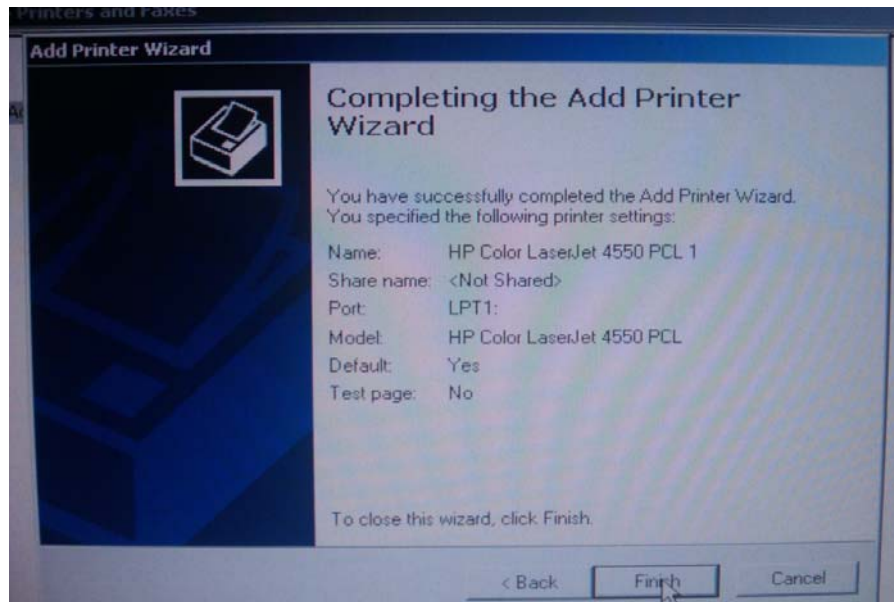 Printers and Faxes
Add Printer Wizard
Completing the Add Printer
Wizard
You have successfully completed the Add Printer Wizard.
You specified the following printer settings:
Name: HP Color LaserJet 4550 PCL 1
Share name: <Not Shared>
Port: LPT1:
Model: HP Color LaserJet 4550 PCL
Default: Yes
Test page: No
To close this wizard, click Finish.
< Back Finish Cancel